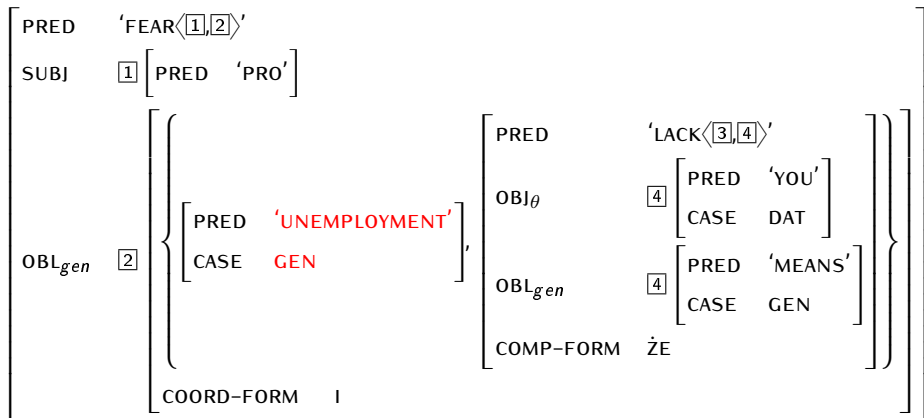 PRED ‘FEAR⟨1,2⟩’
SUBJ 1 PRED ‘PRO’
PRED ‘LACK⟨3,4⟩’
OBJθ 4 PRED ‘YOU’
CASE DAT
PRED ‘UNEMPLOYMENT’
CASE GEN ,
OBLgen 2
OBLgen 4 PRED ‘MEANS’
CASE GEN
COMP–FORM ŻE
COORD–FORM I